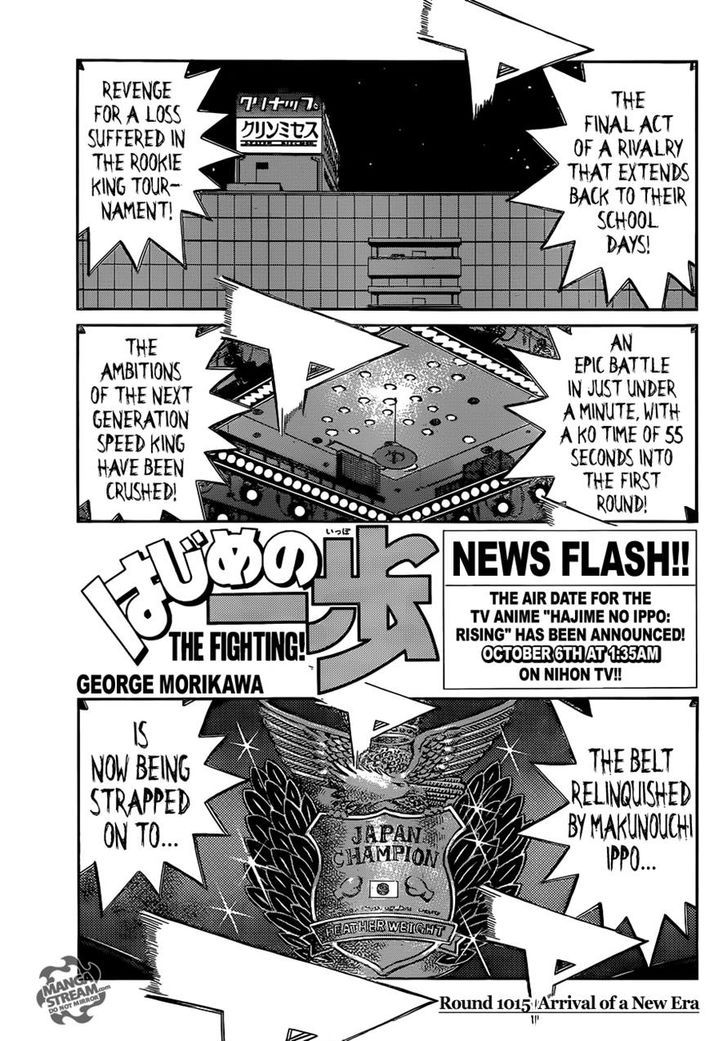 THE
FINAL ACT
OF A RIVALRY
THAT EXTENDS
BACK TO THEIR
SCHOOL
DAYS!
クリナップ。
クリンミセス
REVENGE
FOR A LOSS
SUFFERED IN
THE ROOKIE
KING TOUR-
NAMENT!
AN
EPIC BATTLE
IN JUST UNDER
A MINUTE, WITH
A KO TIME OF 55
SECONDS INTO
THE FIRST
ROUND!
THE
AMBITIONS
OF THE NEXT
GENERATION
SPEED KING
HAVE BEEN
CRUSHED!
はじめの一歩
いっぽ
THE FIGHTING!
GEORGE MORIKAWA
NEWS FLASH!!
THE AIR DATE FOR THE
TV ANIME "HAJIME NO IPPO:
RISING" HAS BEEN ANNOUNCED!
OCTOBER 6TH AT 1:35AM
ON NIHON TV!!
THE BELT
RELINQUISHED
BY MAKUNOUCHI
IPPO...
JAPAN
CHAMPION
FEATHER WEIGHT
IS
NOW BEING
STRAPPED
ON TO...
MANGA
STREAM.com
DO NOT MIRROR
Round 1015 Arrival of a New Era